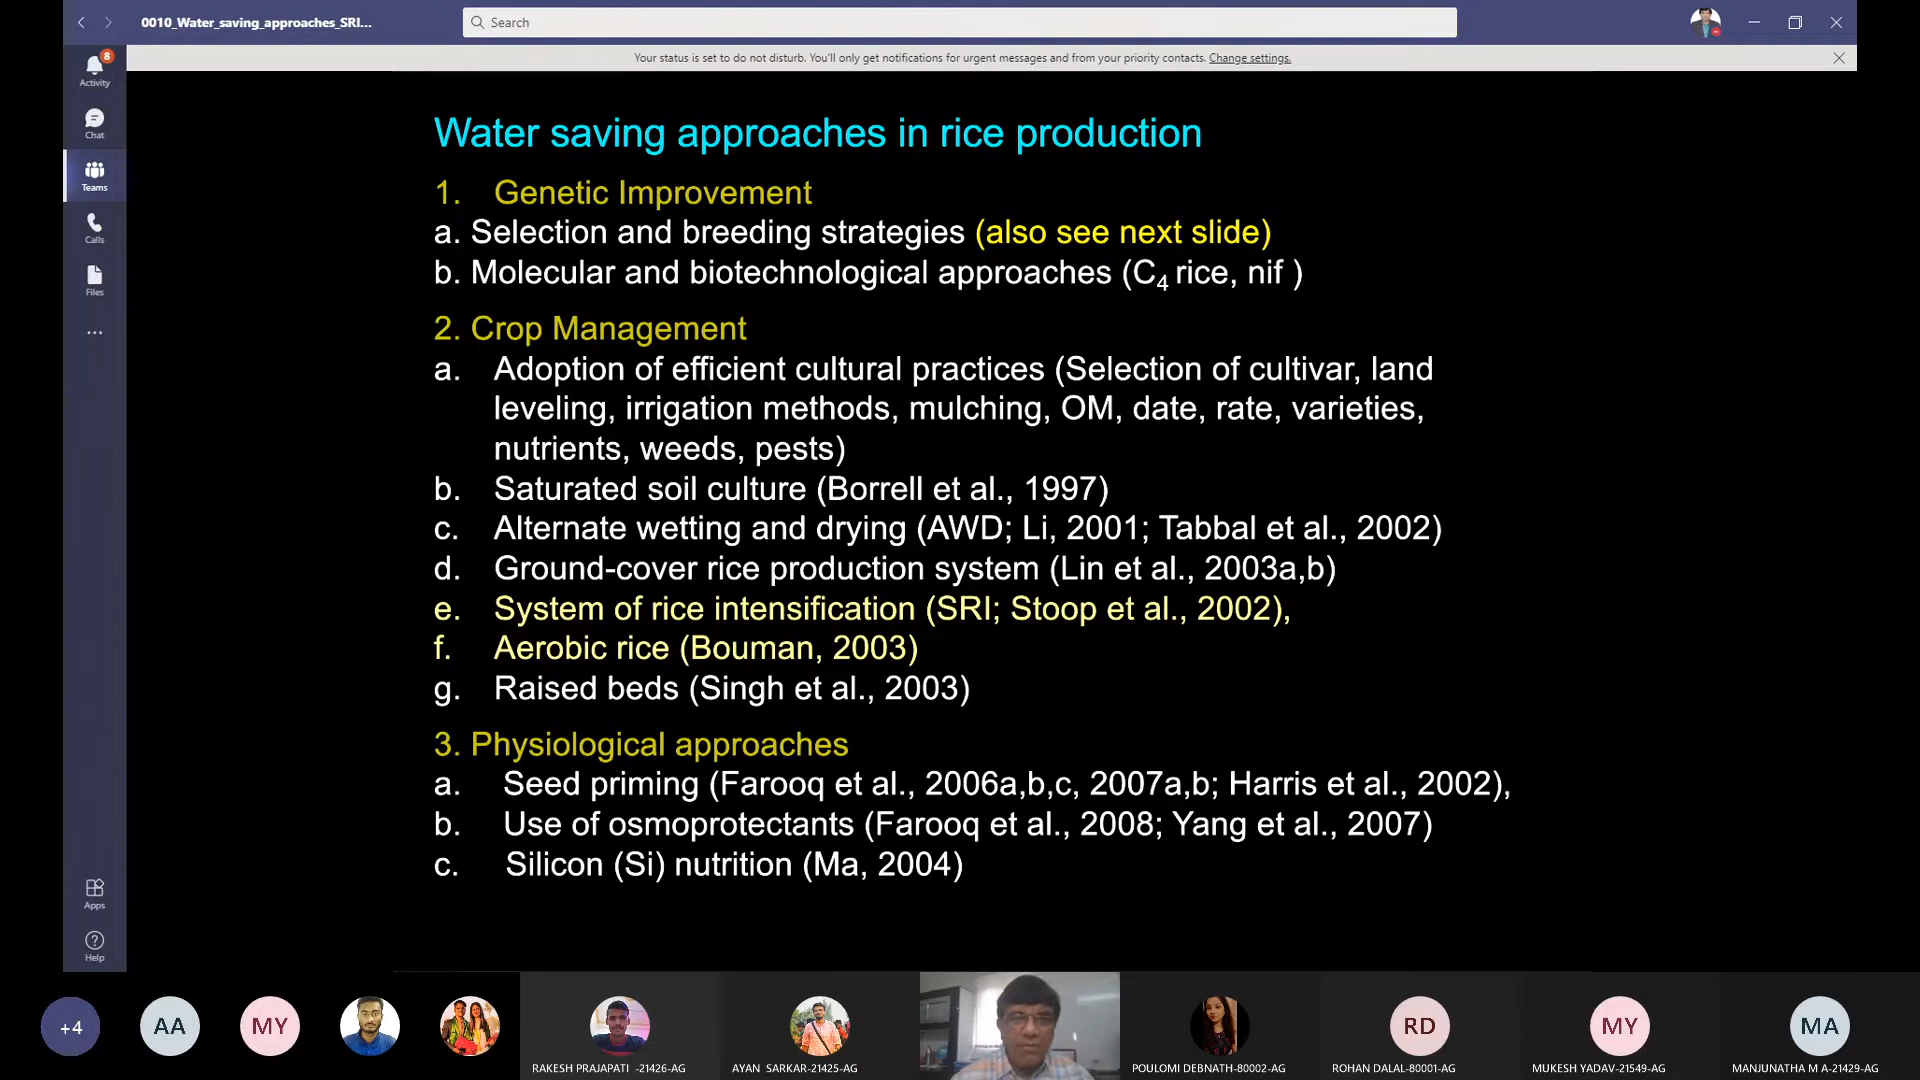 0010_Water_saving_approaches_SRI...
Search
Your status is set to do not disturb. You'll only get notifications for urgent messages and from your priority contacts. Change settings.
8
Activity
Chat
Teams
Calls
Files
...
Apps
Help
Water saving approaches in rice production
1. Genetic Improvement
a. Selection and breeding strategies (also see next slide)
b. Molecular and biotechnological approaches (C₄ rice, nif )
2. Crop Management
a. Adoption of efficient cultural practices (Selection of cultivar, land
leveling, irrigation methods, mulching, OM, date, rate, varieties,
nutrients, weeds, pests)
b. Saturated soil culture (Borrell et al., 1997)
c. Alternate wetting and drying (AWD; Li, 2001; Tabbal et al., 2002)
d. Ground-cover rice production system (Lin et al., 2003a,b)
e. System of rice intensification (SRI; Stoop et al., 2002),
f. Aerobic rice (Bouman, 2003)
g. Raised beds (Singh et al., 2003)
3. Physiological approaches
a. Seed priming (Farooq et al., 2006a,b,c, 2007a,b; Harris et al., 2002),
b. Use of osmoprotectants (Farooq et al., 2008; Yang et al., 2007)
c. Silicon (Si) nutrition (Ma, 2004)
+4
AA
MY
RD
MY
MA
RAKESH PRAJAPATI -21426-AG
AYAN SARKAR-21425-AG
POULOMI DEBNATH-80002-AG
ROHAN DALAL-80001-AG
MUKESH YADAV-21549-AG
MANJUNATHA M A-21429-AG